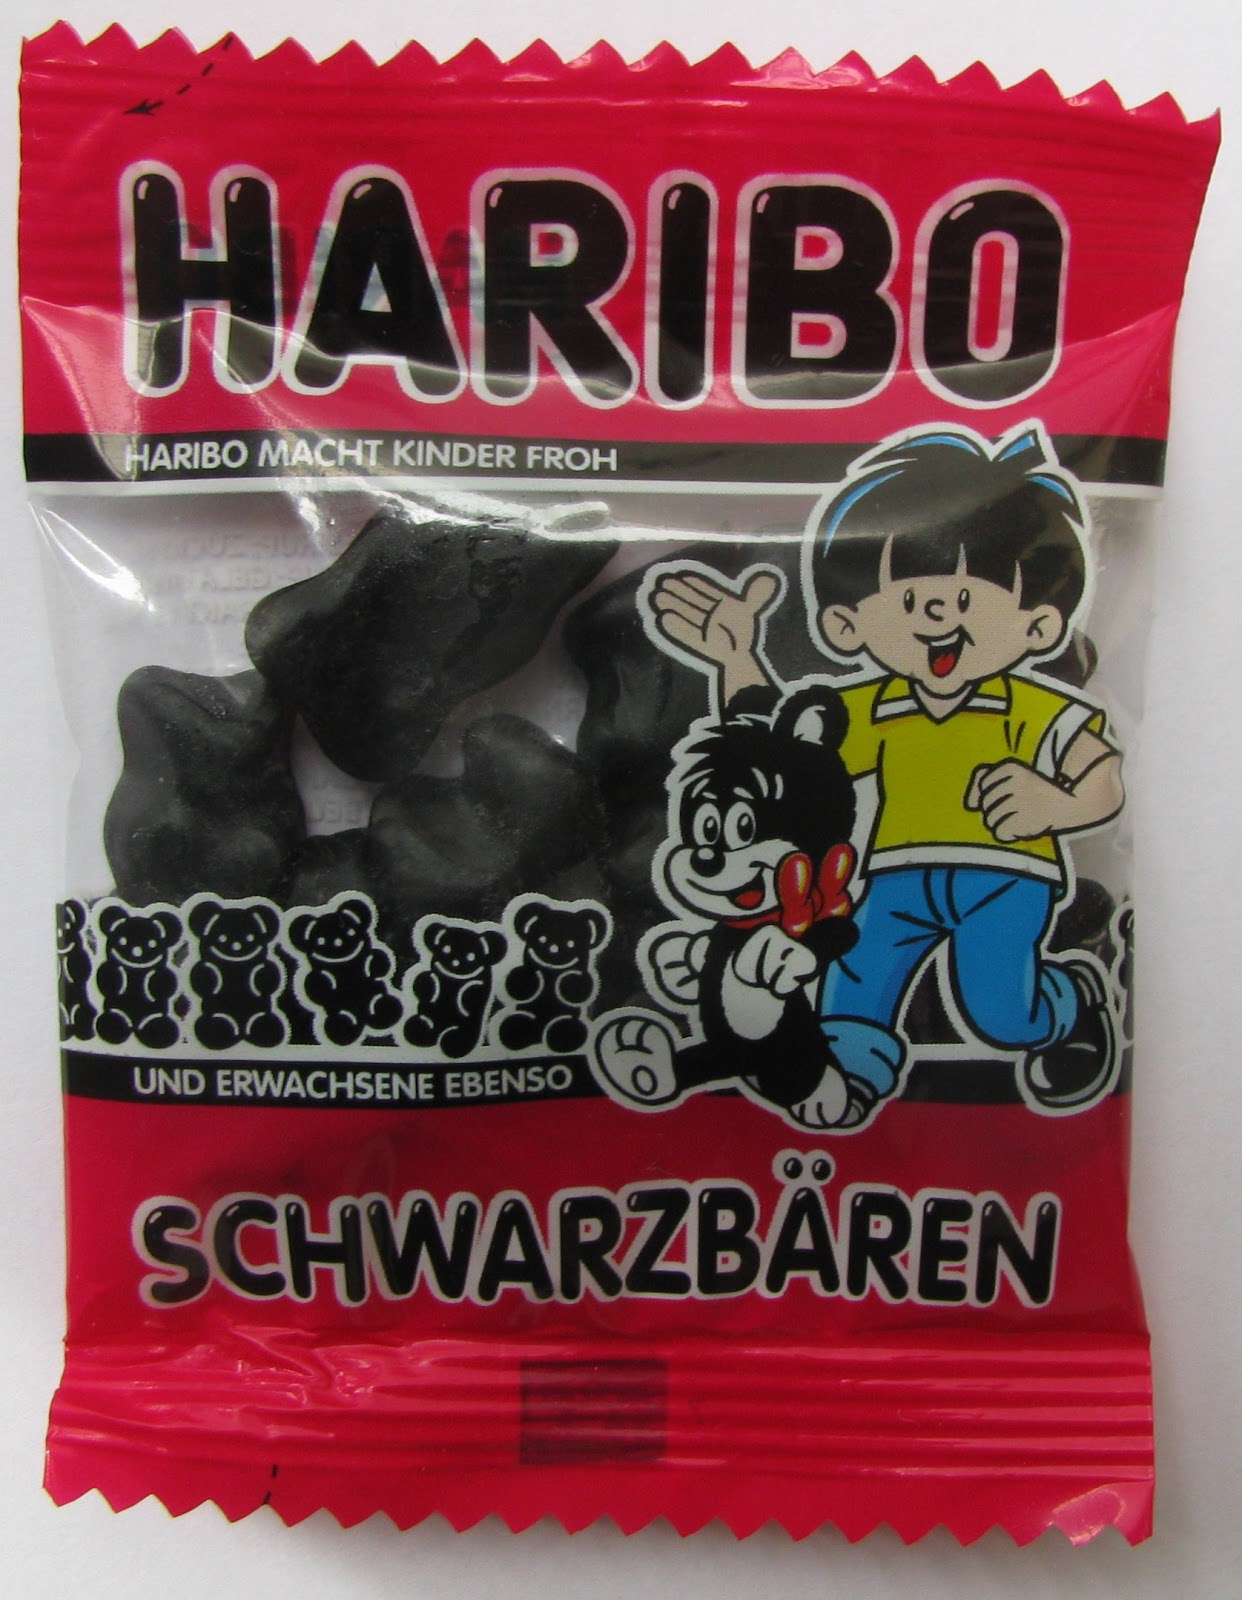 HARIBO
HARIBO MACHT KINDER FROH
UND ERWACHSENE EBENSO
SCHWARZBÄREN